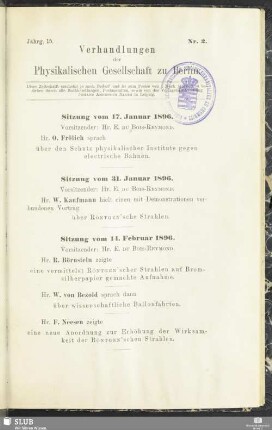 Jahrg. 15.
Nr. 2.
Verhandlungen
der
Physikalischen Gesellschaft zu Berlin.
Sitzung vom 17. Januar 1896.
Vorsitzender: Hr. E. du Bois-Reymond.
Hr. O. Frölich sprach
über den Schutz physikalischer Institute gegen
electrische Bahnen.
Sitzung vom 31. Januar 1896.
Vorsitzender: Hr. E. du Bois-Reymond.
Hr. W. Kaufmann hielt einen mit Demonstrationen ver-
bundenen Vortrag
über Röntgen'sche Strahlen.
Sitzung vom 14. Februar 1896.
Vorsitzender: Hr. E. du Bois-Reymond.
Hr. R. Börnstein zeigte
eine vermittelst Röntgen'scher Strahlen auf Brom-
silberpapier gemachte Aufnahme.
Hr. W. von Bezold sprach dann
über wissenschaftliche Ballonfahrten.
Hr. F. Neesen zeigte
eine neue Anordnung zur Erhöhung der Wirksam-
keit der Röntgen'schen Strahlen.
SLUB